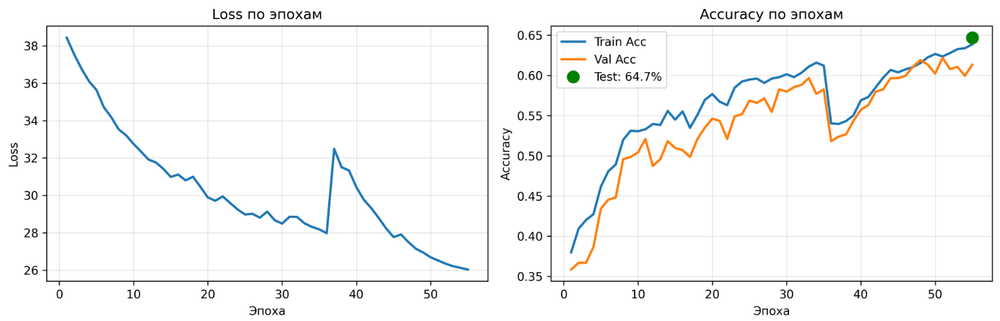 Loss по эпохам
38
36
34
32
30
28
26
Loss
0 10 20 30 40 50
Эпоха
Accuracy по эпохам
0.65
0.60
0.55
0.50
0.45
0.40
0.35
Accuracy
Train Acc
Val Acc
Test: 64.7%
0 10 20 30 40 50
Эпоха